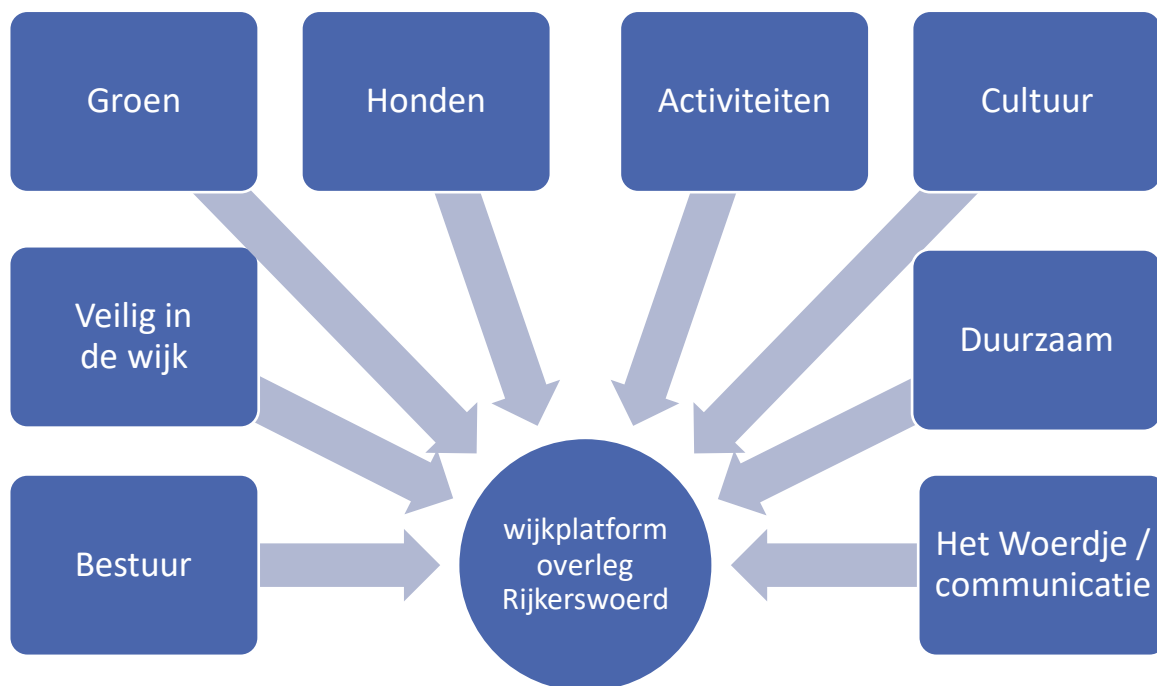 Groen
Honden
Activiteiten
Cultuur
Veilig in
de wijk
Duurzaam
Bestuur
wijkplatform
overleg
Rijkerswoerd
Het Woerdje /
communicatie